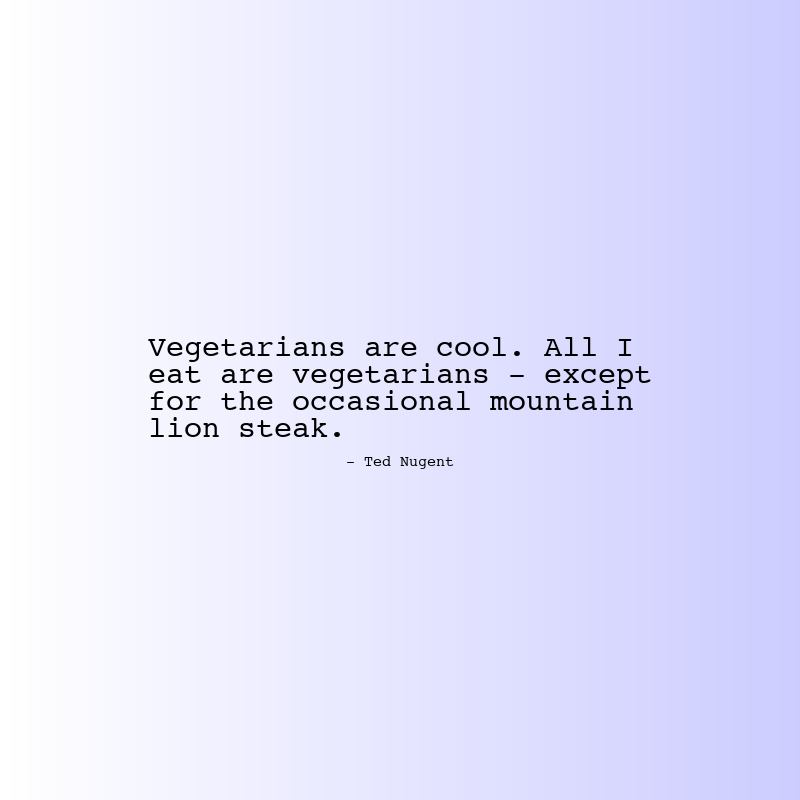 Vegetarians are cool. All I
eat are vegetarians – except
for the occasional mountain
lion steak.
– Ted Nugent